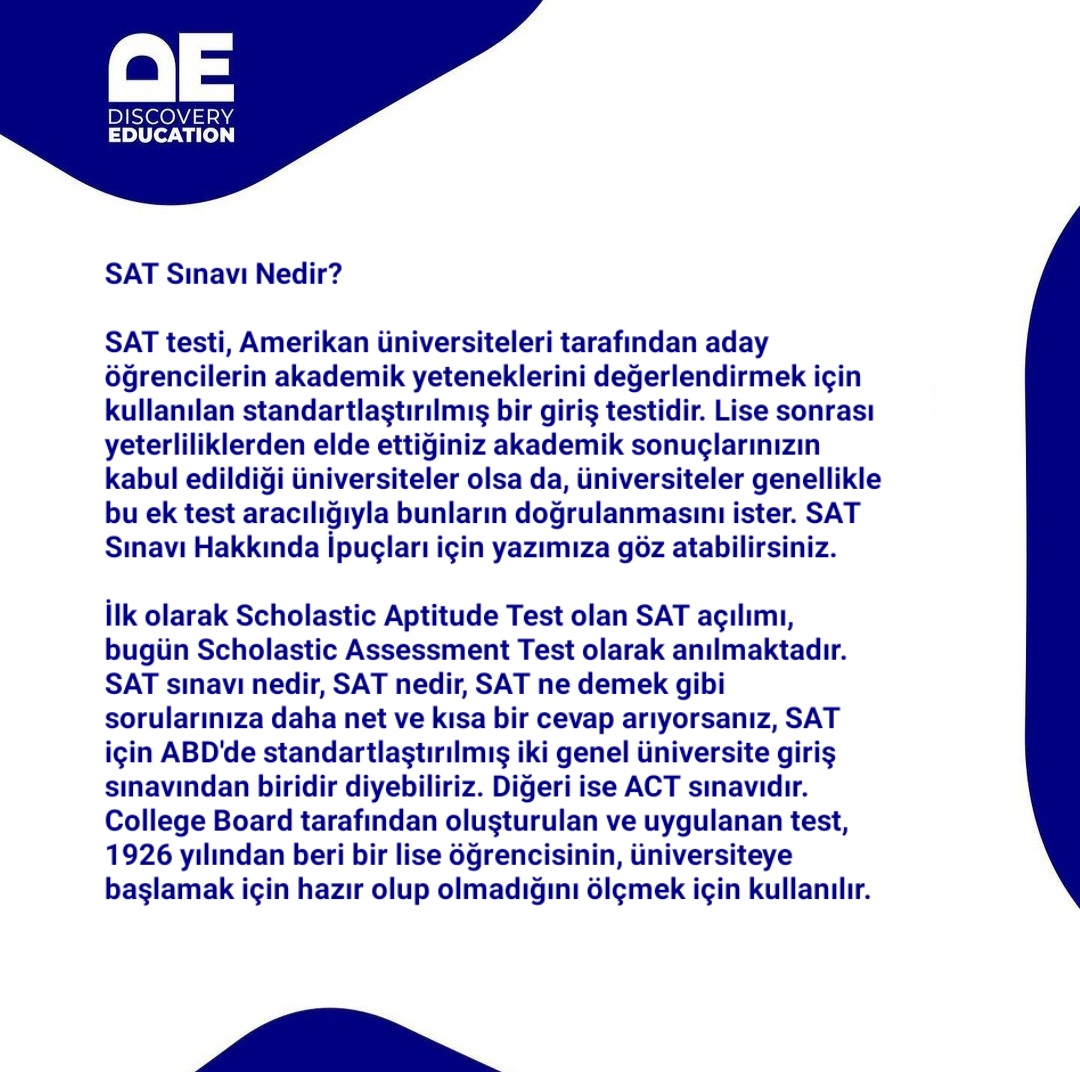 DE
DISCOVERY
EDUCATION
SAT Sınavı Nedir?
SAT testi, Amerikan üniversiteleri tarafından aday
öğrencilerin akademik yeteneklerini değerlendirmek için
kullanılan standartlaştırılmış bir giriş testidir. Lise sonrası
yeterliliklerden elde ettiğiniz akademik sonuçlarınızın
kabul edildiği üniversiteler olsa da, üniversiteler genellikle
bu ek test aracılığıyla bunların doğrulanmasını ister. SAT
Sınavı Hakkında İpuçları için yazımıza göz atabilirsiniz.
İlk olarak Scholastic Aptitude Test olan SAT açılımı,
bugün Scholastic Assessment Test olarak anılmaktadır.
SAT sınavı nedir, SAT nedir, SAT ne demek gibi
sorularınıza daha net ve kısa bir cevap arıyorsanız, SAT
için ABD'de standartlaştırılmış iki genel üniversite giriş
sınavından biridir diyebiliriz. Diğeri ise ACT sınavıdır.
College Board tarafından oluşturulan ve uygulanan test,
1926 yılından beri bir lise öğrencisinin, üniversiteye
başlamak için hazır olup olmadığını ölçmek için kullanılır.